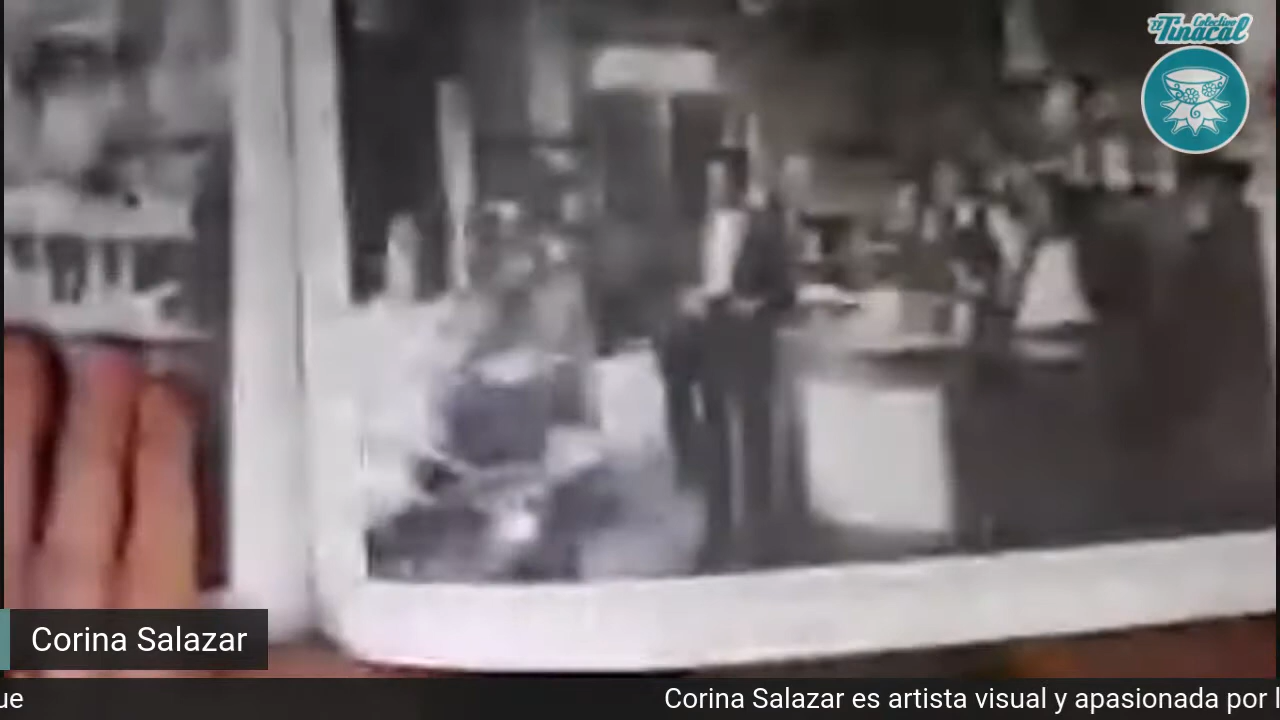 El Colectivo
Tinacal
Corina Salazar
ue
Corina Salazar es artista visual y apasionada por l